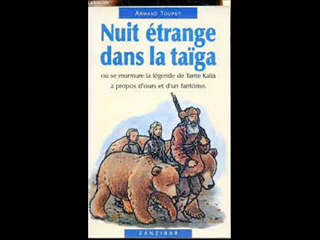 ARMAND TOUPET
Nuit étrange
dans la taïga
où se murmure la légende de Tante Kalia
à propos d'ours et d'un fantôme.
ZANZIBAR